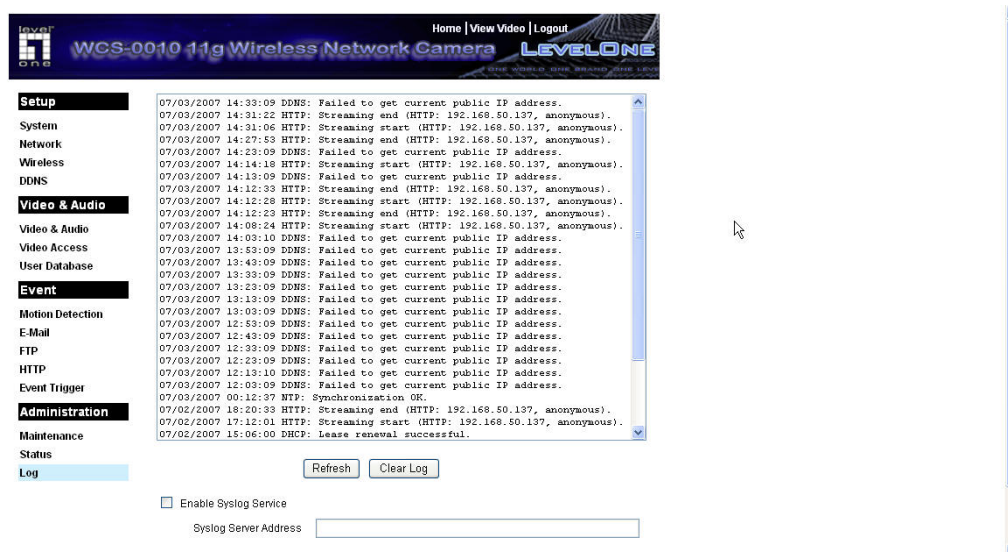 Home | View Video | Logout
level
one
WCS-0010 11g Wireless Network Camera
LEVELONE
ONE WORLD ONE BRAND ONE LEVEL
Setup
System
Network
Wireless
DDNS
Video & Audio
Video & Audio
Video Access
User Database
Event
Motion Detection
E-Mail
FTP
HTTP
Event Trigger
Administration
Maintenance
Status
Log
07/03/2007 14:33:09 DDNS: Failed to get current public IP address.
07/03/2007 14:31:22 HTTP: Streaming end (HTTP: 192.168.50.137, anonymous).
07/03/2007 14:31:06 HTTP: Streaming start (HTTP: 192.168.50.137, anonymous).
07/03/2007 14:27:53 HTTP: Streaming end (HTTP: 192.168.50.137, anonymous).
07/03/2007 14:23:09 DDNS: Failed to get current public IP address.
07/03/2007 14:14:18 HTTP: Streaming start (HTTP: 192.168.50.137, anonymous).
07/03/2007 14:13:09 DDNS: Failed to get current public IP address.
07/03/2007 14:12:33 HTTP: Streaming end (HTTP: 192.168.50.137, anonymous).
07/03/2007 14:12:28 HTTP: Streaming start (HTTP: 192.168.50.137, anonymous).
07/03/2007 14:12:23 HTTP: Streaming end (HTTP: 192.168.50.137, anonymous).
07/03/2007 14:08:24 HTTP: Streaming start (HTTP: 192.168.50.137, anonymous).
07/03/2007 14:03:10 DDNS: Failed to get current public IP address.
07/03/2007 13:53:09 DDNS: Failed to get current public IP address.
07/03/2007 13:43:09 DDNS: Failed to get current public IP address.
07/03/2007 13:33:09 DDNS: Failed to get current public IP address.
07/03/2007 13:23:09 DDNS: Failed to get current public IP address.
07/03/2007 13:13:09 DDNS: Failed to get current public IP address.
07/03/2007 13:03:09 DDNS: Failed to get current public IP address.
07/03/2007 12:53:09 DDNS: Failed to get current public IP address.
07/03/2007 12:43:09 DDNS: Failed to get current public IP address.
07/03/2007 12:33:09 DDNS: Failed to get current public IP address.
07/03/2007 12:23:09 DDNS: Failed to get current public IP address.
07/03/2007 12:13:10 DDNS: Failed to get current public IP address.
07/03/2007 12:03:09 DDNS: Failed to get current public IP address.
07/03/2007 00:12:37 NTP: Synchronization OK.
07/02/2007 18:20:33 HTTP: Streaming end (HTTP: 192.168.50.137, anonymous).
07/02/2007 17:12:01 HTTP: Streaming start (HTTP: 192.168.50.137, anonymous).
07/02/2007 15:06:00 DHCP: Lease renewal successful.
Refresh
Clear Log
Enable Syslog Service
Syslog Server Address